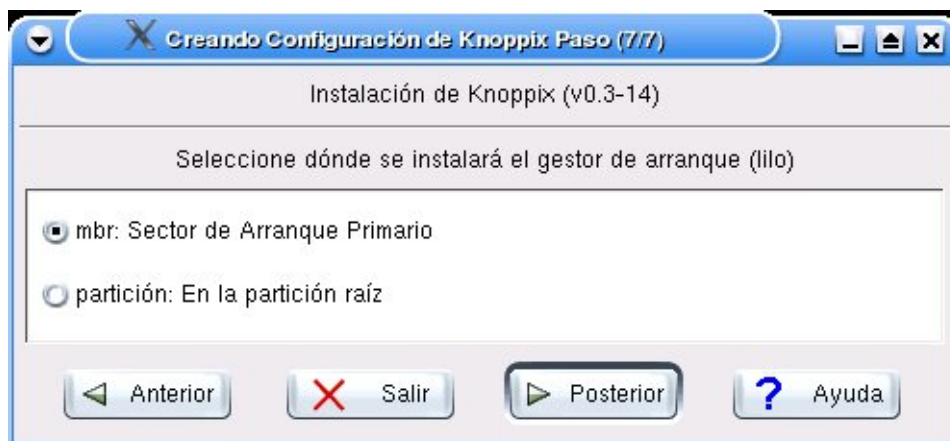 Creando Configuración de Knoppix Paso (7/7)
Instalación de Knoppix (v0.3-14)
Seleccione dónde se instalará el gestor de arranque (lilo)
mbr: Sector de Arranque Primario
partición: En la partición raíz
Anterior Salir Posterior ? Ayuda